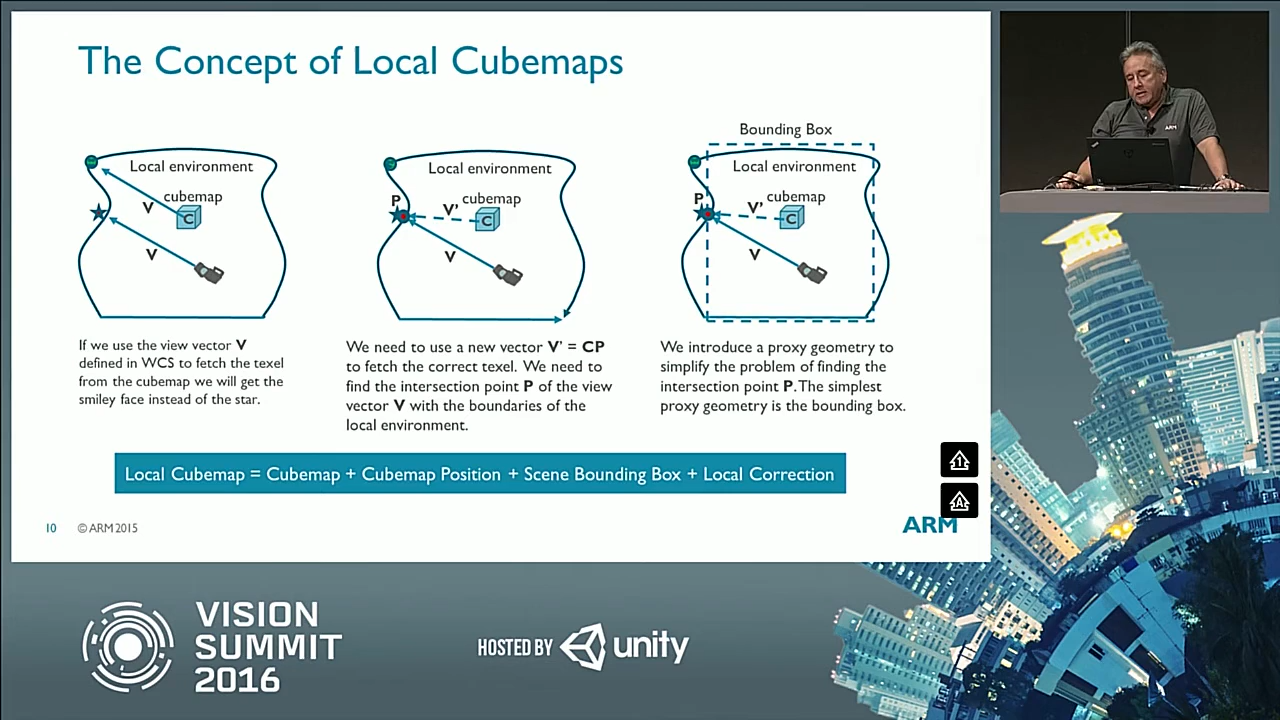 The Concept of Local Cubemaps
Local environment
cubemap
C
V
V
Local environment
P
cubemap
V'
C
V
Bounding Box
Local environment
P
cubemap
V'
C
V
If we use the view vector V
defined in WCS to fetch the texel
from the cubemap we will get the
smiley face instead of the star.
We need to use a new vector V' = CP
to fetch the correct texel. We need to
find the intersection point P of the view
vector V with the boundaries of the
local environment.
We introduce a proxy geometry to
simplify the problem of finding the
intersection point P. The simplest
proxy geometry is the bounding box.
Local Cubemap = Cubemap + Cubemap Position + Scene Bounding Box + Local Correction
10 © ARM 2015
ARM
1
A
ARM
VISION
SUMMIT
2016
HOSTED BY unity